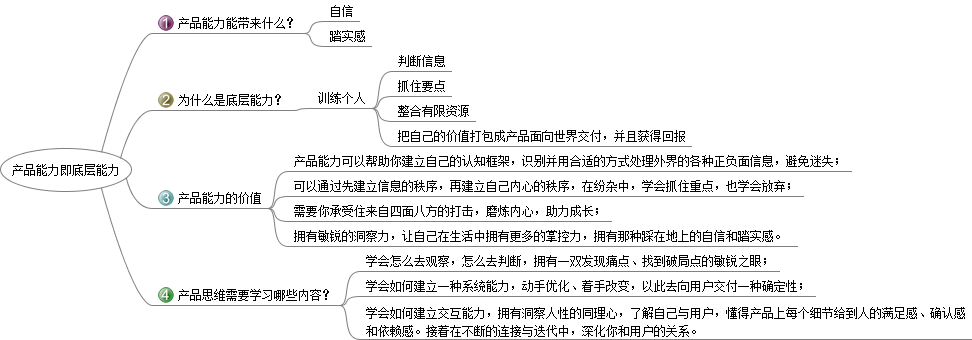 产品能力即底层能力
1 产品能力能带来什么？
自信
踏实感
2 为什么是底层能力？
训练个人
判断信息
抓住要点
整合有限资源
把自己的价值打包成产品面向世界交付，并且获得回报
3 产品能力的价值
产品能力可以帮助你建立自己的认知框架，识别并用合适的方式处理外界的各种正负面信息，避免迷失；
可以通过先建立信息的秩序，再建立自己内心的秩序，在纷杂中，学会抓住重点，也学会放弃；
需要你承受住来自四面八方的打击，磨炼内心，助力成长；
拥有敏锐的洞察力，让自己在生活中拥有更多的掌控力，拥有那种踩在地上的自信和踏实感。
4 产品思维需要学习哪些内容？
学会怎么去观察，怎么去判断，拥有一双发现痛点、找到破局点的敏锐之眼；
学会如何建立一种系统能力，动手优化、着手改变，以此去向用户交付一种确定性；
学会如何建立交互能力，拥有洞察人性的同理心，了解自己与用户，懂得产品上每个细节给到人的满足感、确认感
和依赖感。接着在不断的连接与迭代中，深化你和用户的关系。